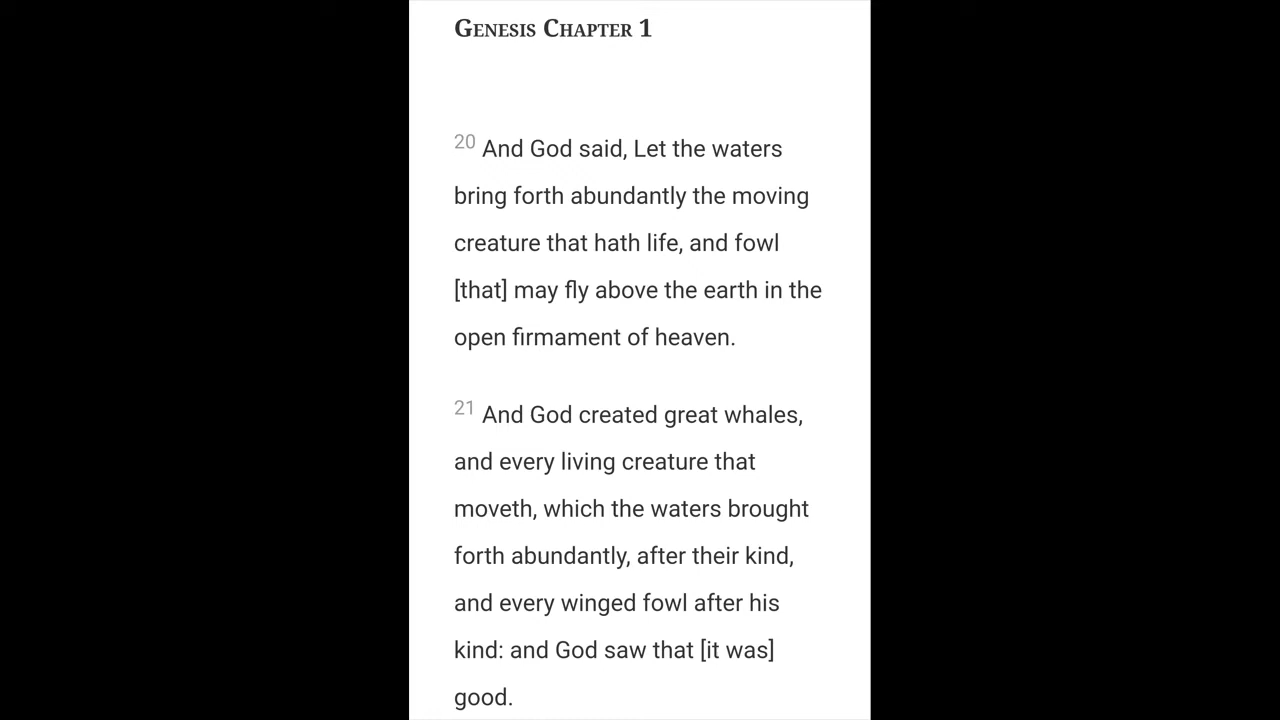 Genesis Chapter 1
20 And God said, Let the waters
bring forth abundantly the moving
creature that hath life, and fowl
[that] may fly above the earth in the
open firmament of heaven.
21 And God created great whales,
and every living creature that
moveth, which the waters brought
forth abundantly, after their kind,
and every winged fowl after his
kind: and God saw that [it was]
good.